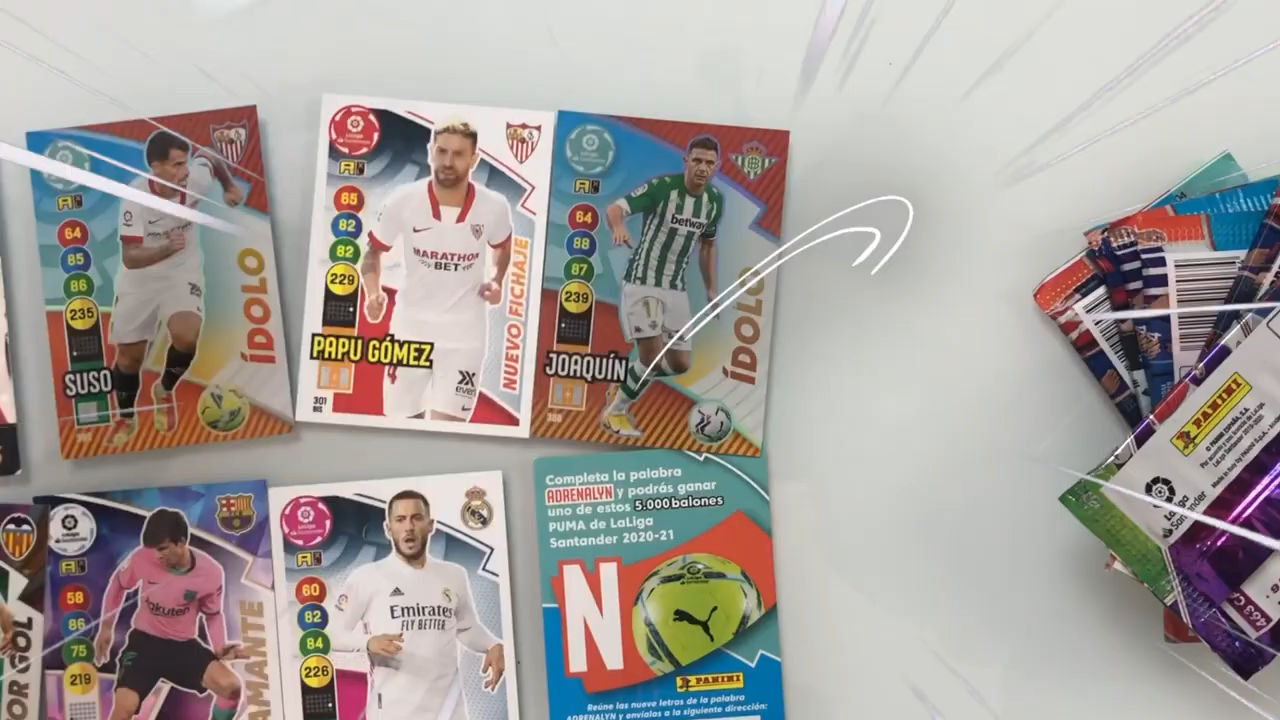 64
85
86
235
ÍDOLO
SUSO
65
82
82
229
MARATHON
BET
NUEVO FICHAJE
PAPU GÓMEZ
301
BIS
64
88
87
239
betway
ÍDOLO
JOAQUÍN
58
86
75
219
Rakuten
AMANTE
60
82
84
226
Emirates
FLY BETTER
Completa la palabra
ADRENALYN y podrás ganar
uno de estos 5.000 balones
PUMA de LaLiga
Santander 2020-21
N
PANINI
Reúne las nueve letras de la palabra
ADRENALYN y envíalas a la siguiente dirección:
PANINI
© PANINI ESPAÑA, S.A.
LaLiga
Santander